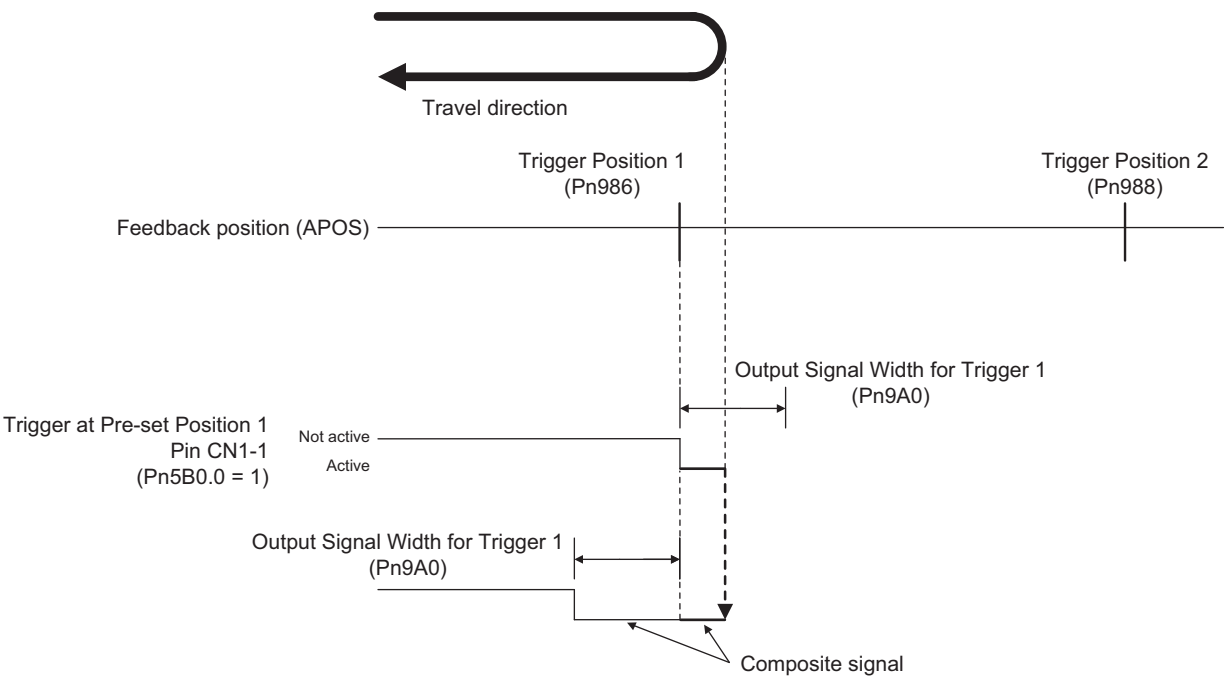 Travel direction
Trigger Position 1
(Pn986)
Trigger Position 2
(Pn988)
Feedback position (APOS)
Output Signal Width for Trigger 1
(Pn9A0)
Trigger at Pre-set Position 1
Pin CN1-1
(Pn5B0.0 = 1)
Not active
Active
Output Signal Width for Trigger 1
(Pn9A0)
Composite signal